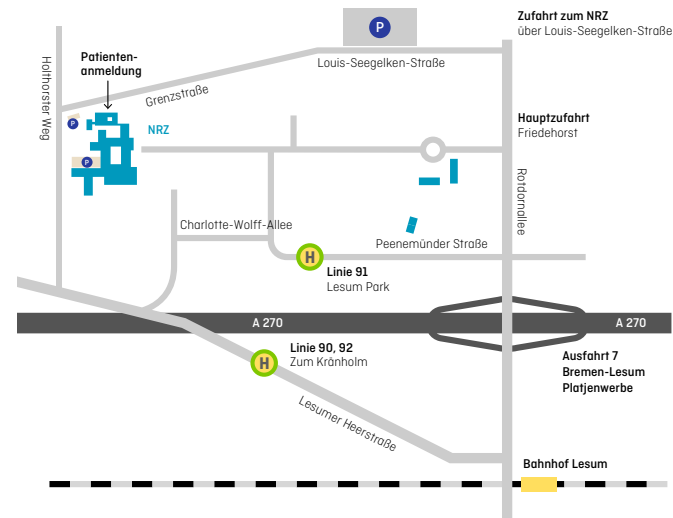 Zufahrt zum NRZ
über Louis-Seegelken-Straße
P
Louis-Seegelken-Straße
Patienten-
anmeldung
Holthorster Weg
Grenzstraße
P
NRZ
P
Hauptzufahrt
Friedehorst
Rotdornallee
Charlotte-Wolff-Allee
Peenemünder Straße
H
Linie 91
Lesum Park
A 270
A 270
Linie 90, 92
Zum Kränholm
H
Ausfahrt 7
Bremen-Lesum
Platjenwerbe
Lesumer Heerstraße
Bahnhof Lesum